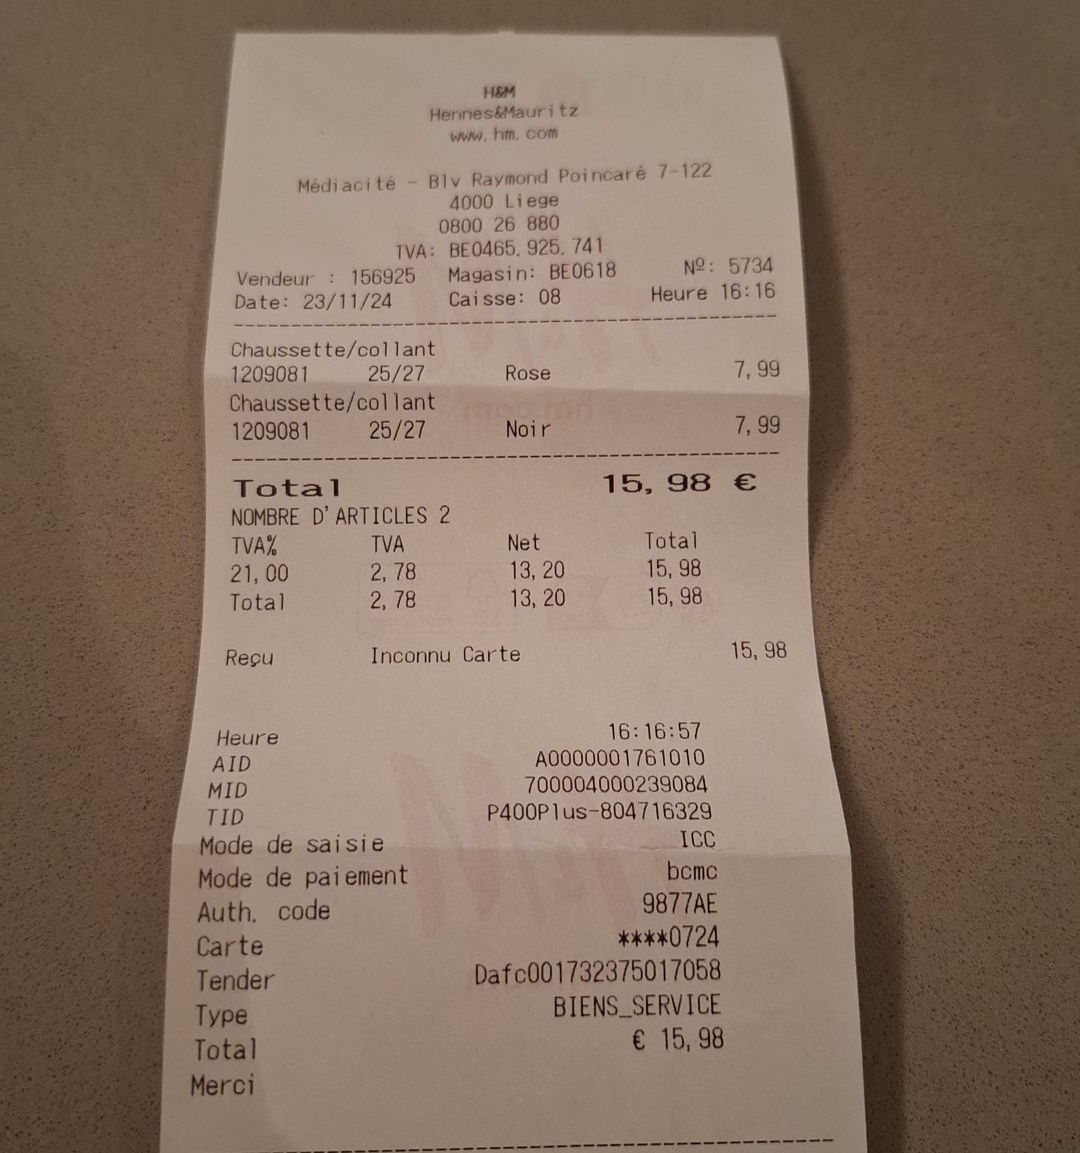 H&M
Hennes&Mauritz
www.hm.com
Médiacité - Blv Raymond Poincaré 7-122
4000 Liege
0800 26 880
TVA: BE0465.925.741
Vendeur : 156925 Magasin: BE0618 Nº: 5734
Date: 23/11/24 Caisse: 08 Heure 16:16
Chaussette/collant
1209081 25/27 Rose 7,99
Chaussette/collant
1209081 25/27 Noir 7,99
Total 15,98 €
NOMBRE D'ARTICLES 2
TVA% TVA Net Total
21,00 2,78 13,20 15,98
Total 2,78 13,20 15,98
Reçu Inconnu Carte 15,98
Heure 16:16:57
AID A0000001761010
MID 700004000239084
TID P400Plus-804716329
Mode de saisie ICC
Mode de paiement bcmc
Auth. code 9877AE
Carte ****0724
Tender Dafc001732375017058
Type BIENS_SERVICE
Total € 15,98
Merci